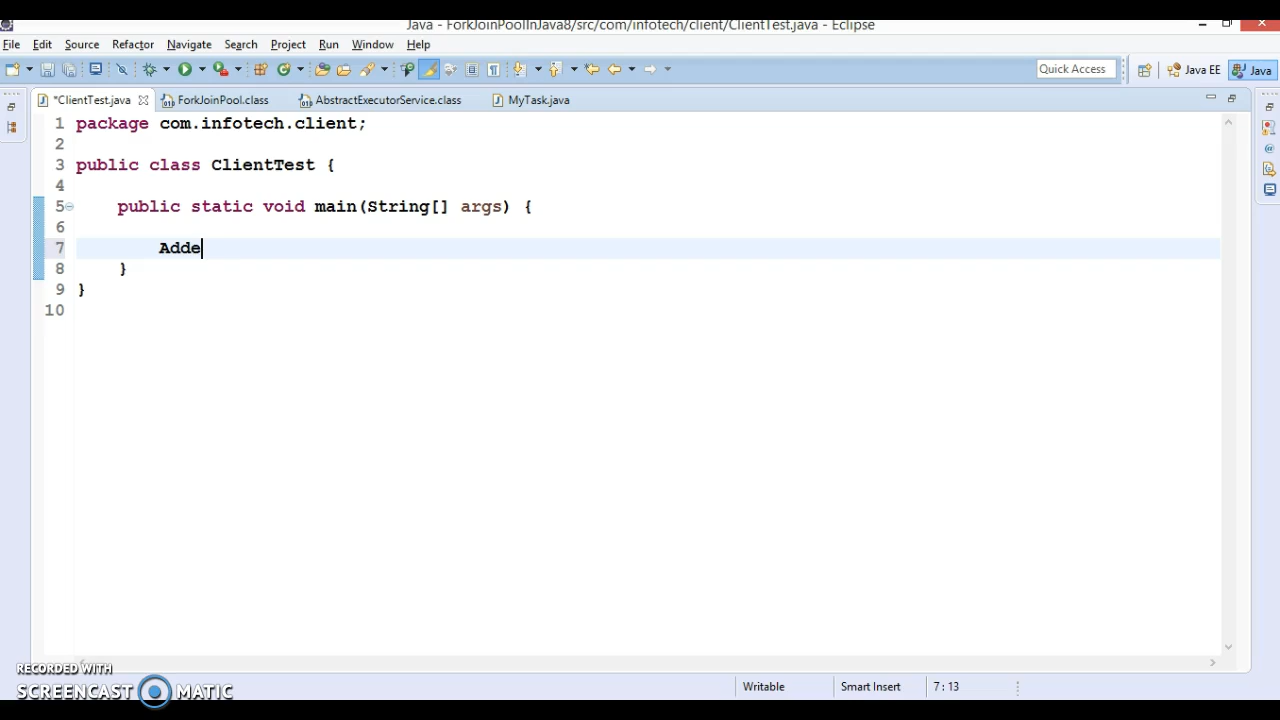 Java - ForkJoinPoolInJava8/src/com/infotech/client/ClientTest.java - Eclipse
File Edit Source Refactor Navigate Search Project Run Window Help
Quick Access Java EE Java
*ClientTest.java ForkJoinPool.class AbstractExecutorService.class MyTask.java
1 package com.infotech.client;
2
3 public class ClientTest {
4
5 public static void main(String[] args) {
6
7 Adde
8 }
9 }
10
RECORDED WITH
SCREENCAST MATIC
Writable Smart Insert 7 : 13